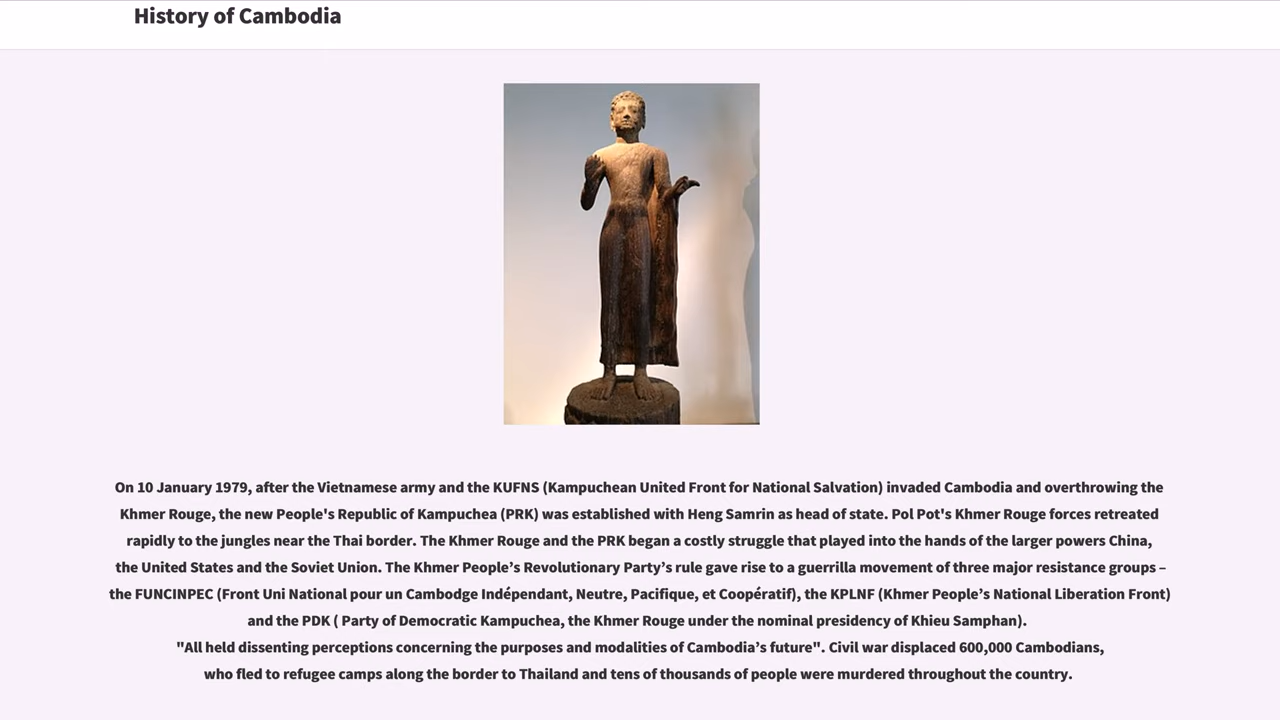 History of Cambodia
On 10 January 1979, after the Vietnamese army and the KUFNS (Kampuchean United Front for National Salvation) invaded Cambodia and overthrowing the
Khmer Rouge, the new People's Republic of Kampuchea (PRK) was established with Heng Samrin as head of state. Pol Pot's Khmer Rouge forces retreated
rapidly to the jungles near the Thai border. The Khmer Rouge and the PRK began a costly struggle that played into the hands of the larger powers China,
the United States and the Soviet Union. The Khmer People’s Revolutionary Party’s rule gave rise to a guerrilla movement of three major resistance groups –
the FUNCINPEC (Front Uni National pour un Cambodge Indépendant, Neutre, Pacifique, et Coopératif), the KPLNF (Khmer People’s National Liberation Front)
and the PDK ( Party of Democratic Kampuchea, the Khmer Rouge under the nominal presidency of Khieu Samphan).
"All held dissenting perceptions concerning the purposes and modalities of Cambodia’s future". Civil war displaced 600,000 Cambodians,
who fled to refugee camps along the border to Thailand and tens of thousands of people were murdered throughout the country.